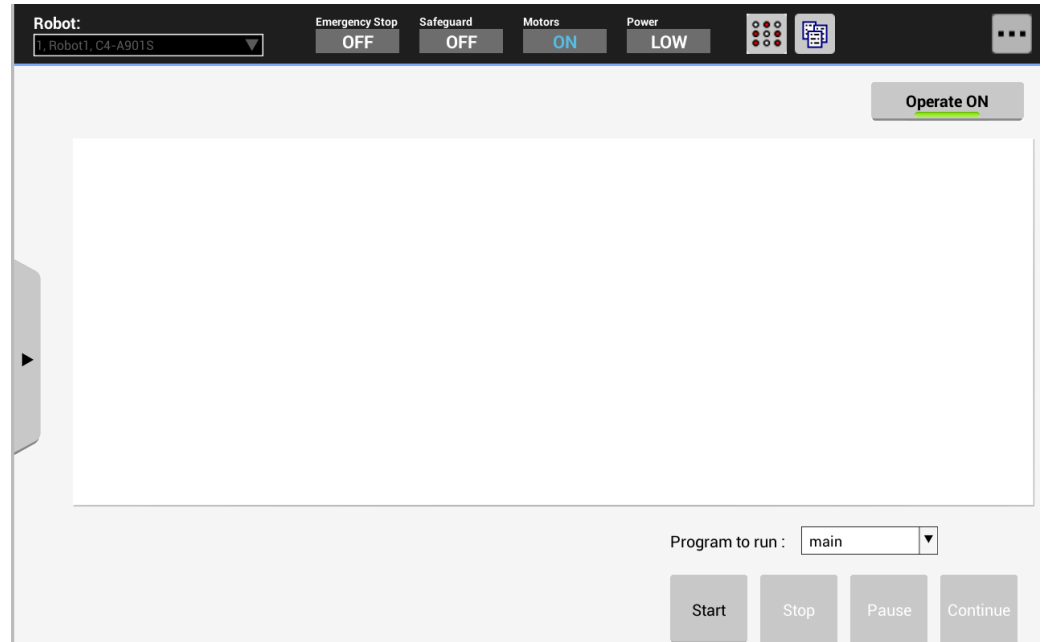 Robot:
1, Robot1, C4-A901S
Emergency Stop Safeguard Motors Power
OFF OFF ON LOW
Operate ON
Program to run : main
Start Stop Pause Continue